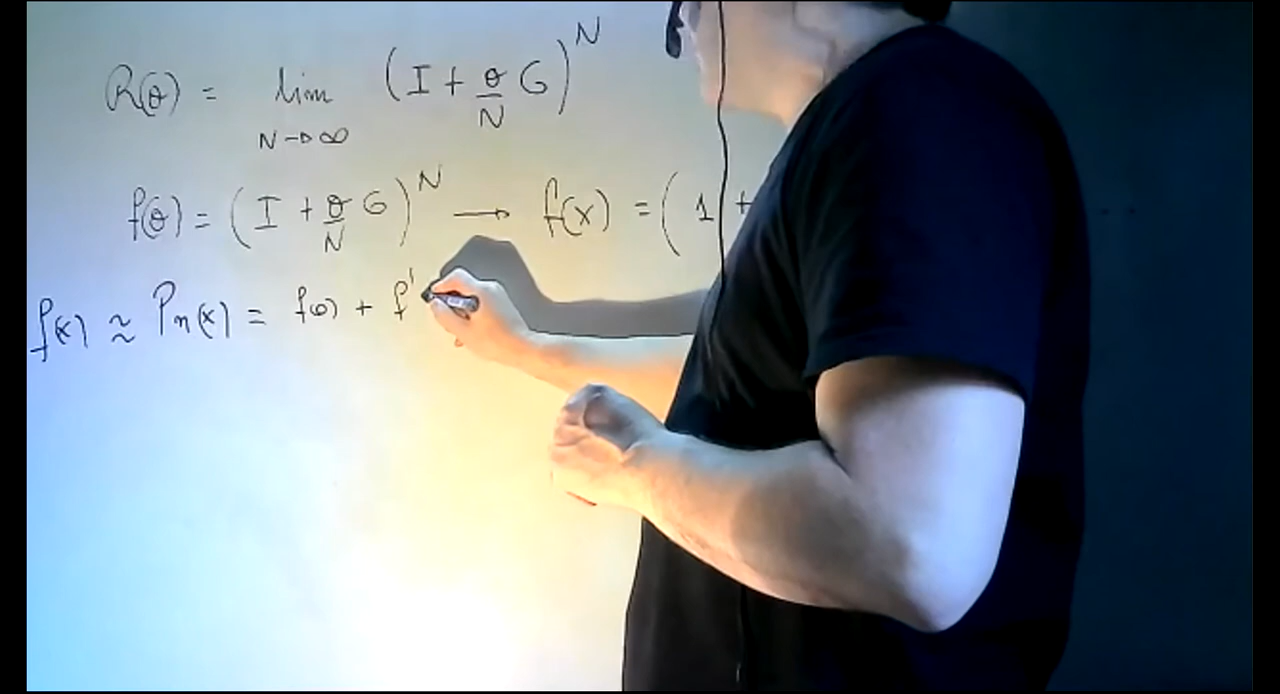 R(θ) = lim N→∞ (I + θ/N G)^N
f(θ) = (I + θ/N G)^N → f(x) = (1 +
f(x) ≈ Pn(x) = f(0) + f'